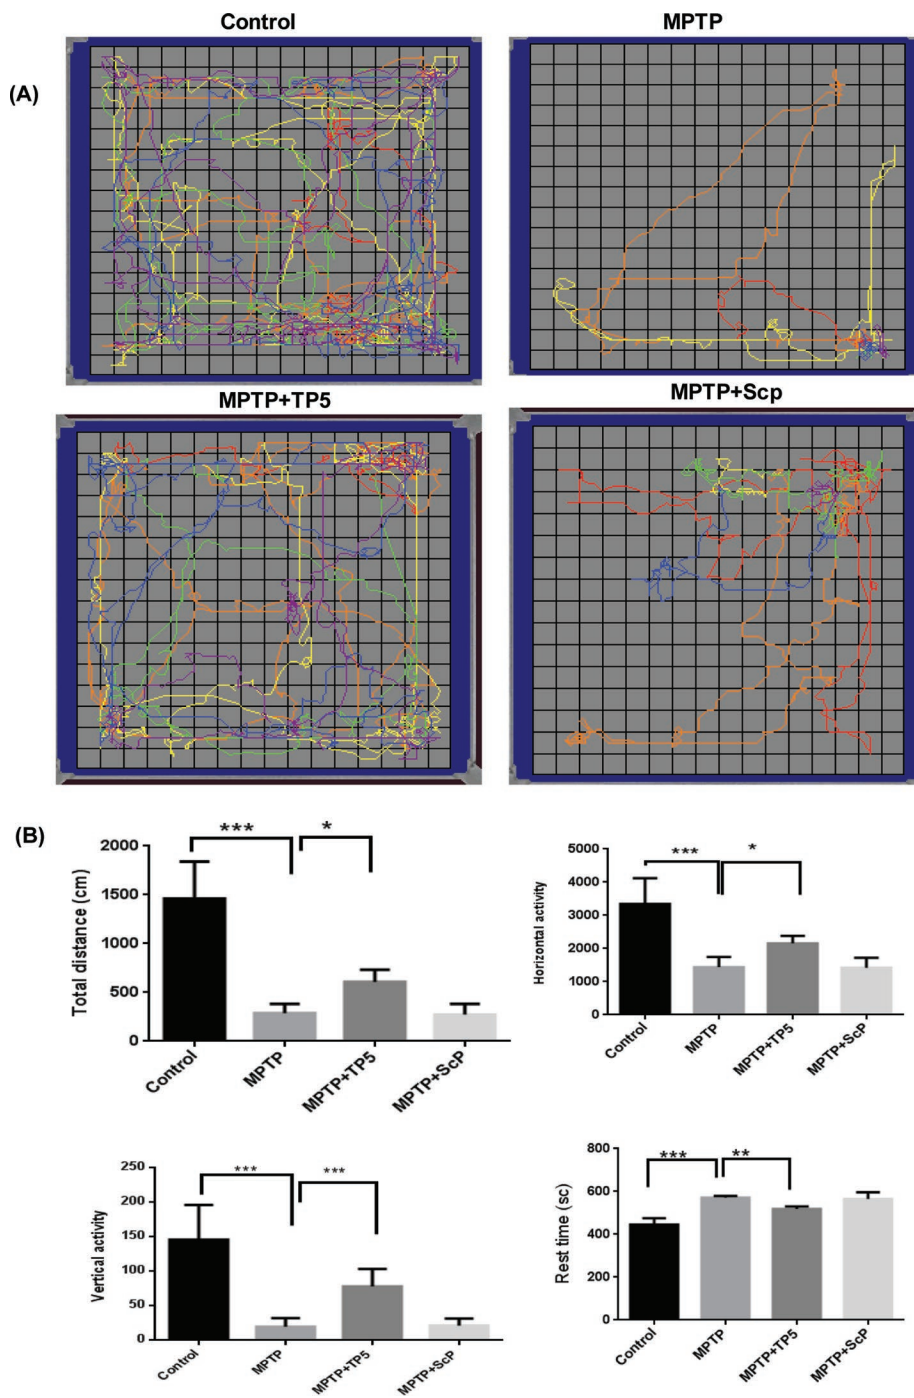 Control
MPTP
(A)
MPTP+TP5
MPTP+Scp
(B)
***
*
Total distance (cm)
2000
1500
1000
500
0
Control
MPTP
MPTP+TP5
MPTP+ScP
***
*
Horizontal activity
5000
4000
3000
2000
1000
0
Control
MPTP
MPTP+TP5
MPTP+ScP
***
***
Vertical activity
250
200
150
100
50
0
Control
MPTP
MPTP+TP5
MPTP+ScP
***
**
Rest time (sc)
800
600
400
200
0
Control
MPTP
MPTP+TP5
MPTP+ScP